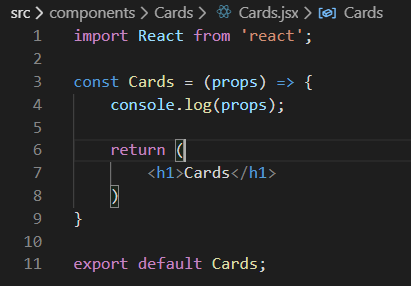 src > components > Cards > Cards.jsx > Cards
1 import React from 'react';
2
3 const Cards = (props) => {
4     console.log(props);
5
6     return (
7         <h1>Cards</h1>
8     )
9 }
10
11 export default Cards;